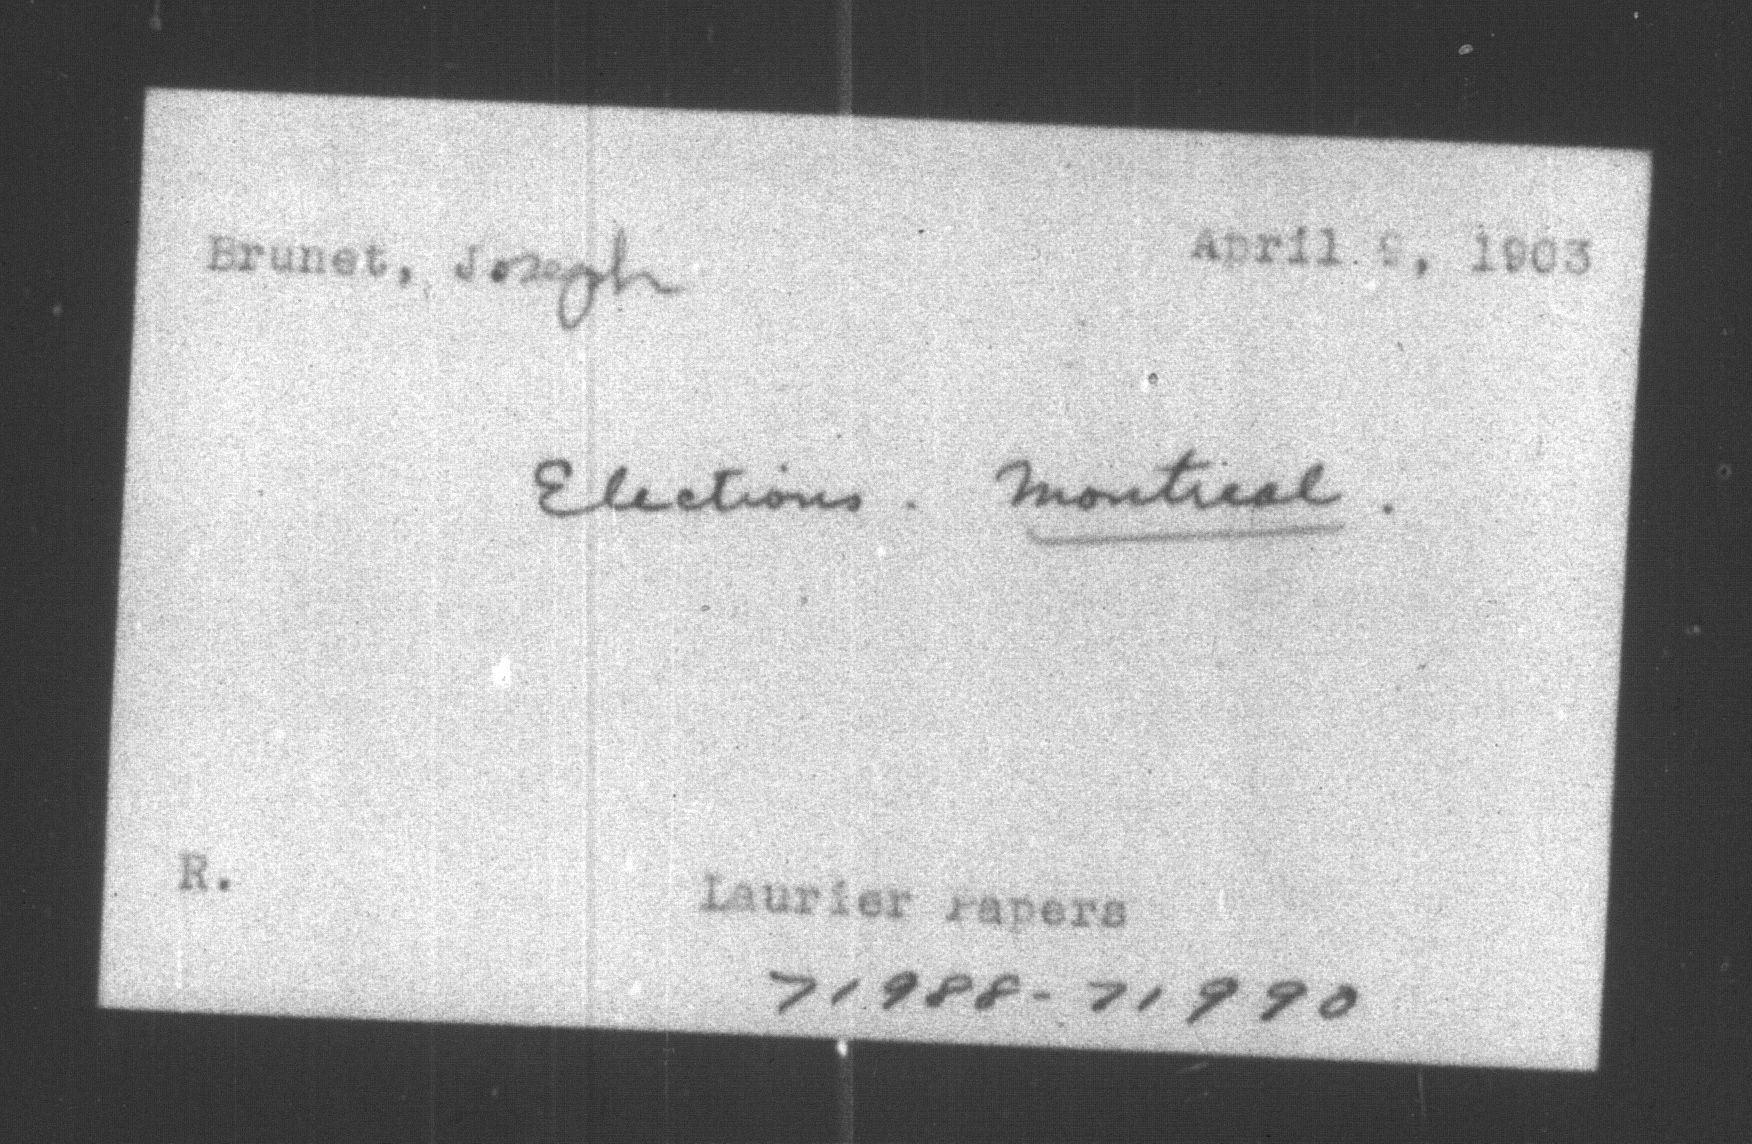 Brunet, Joseph April 9, 1903
Elections. Montreal.
R. Laurier Papers
71988-71990